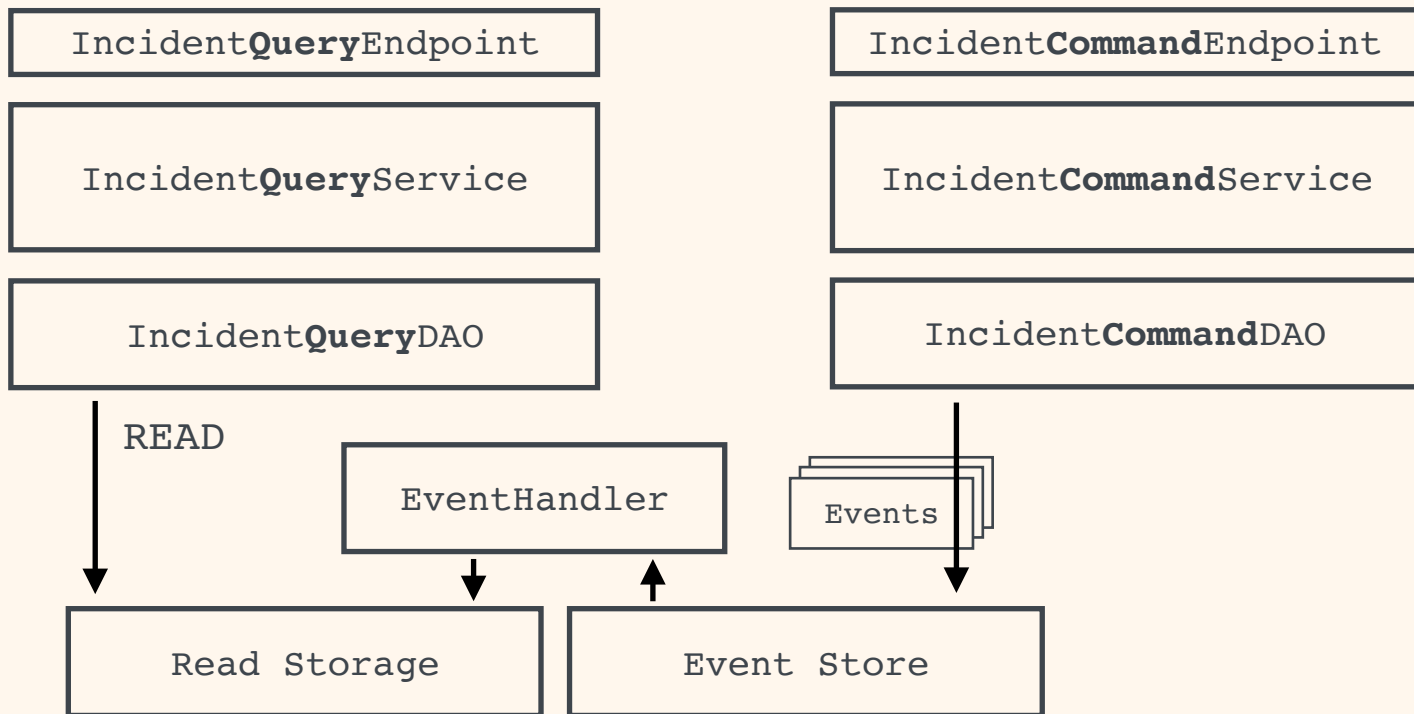 IncidentQueryEndpoint
IncidentCommandEndpoint
IncidentQueryService
IncidentCommandService
IncidentQueryDAO
IncidentCommandDAO
READ
EventHandler
Events
Read Storage
Event Store